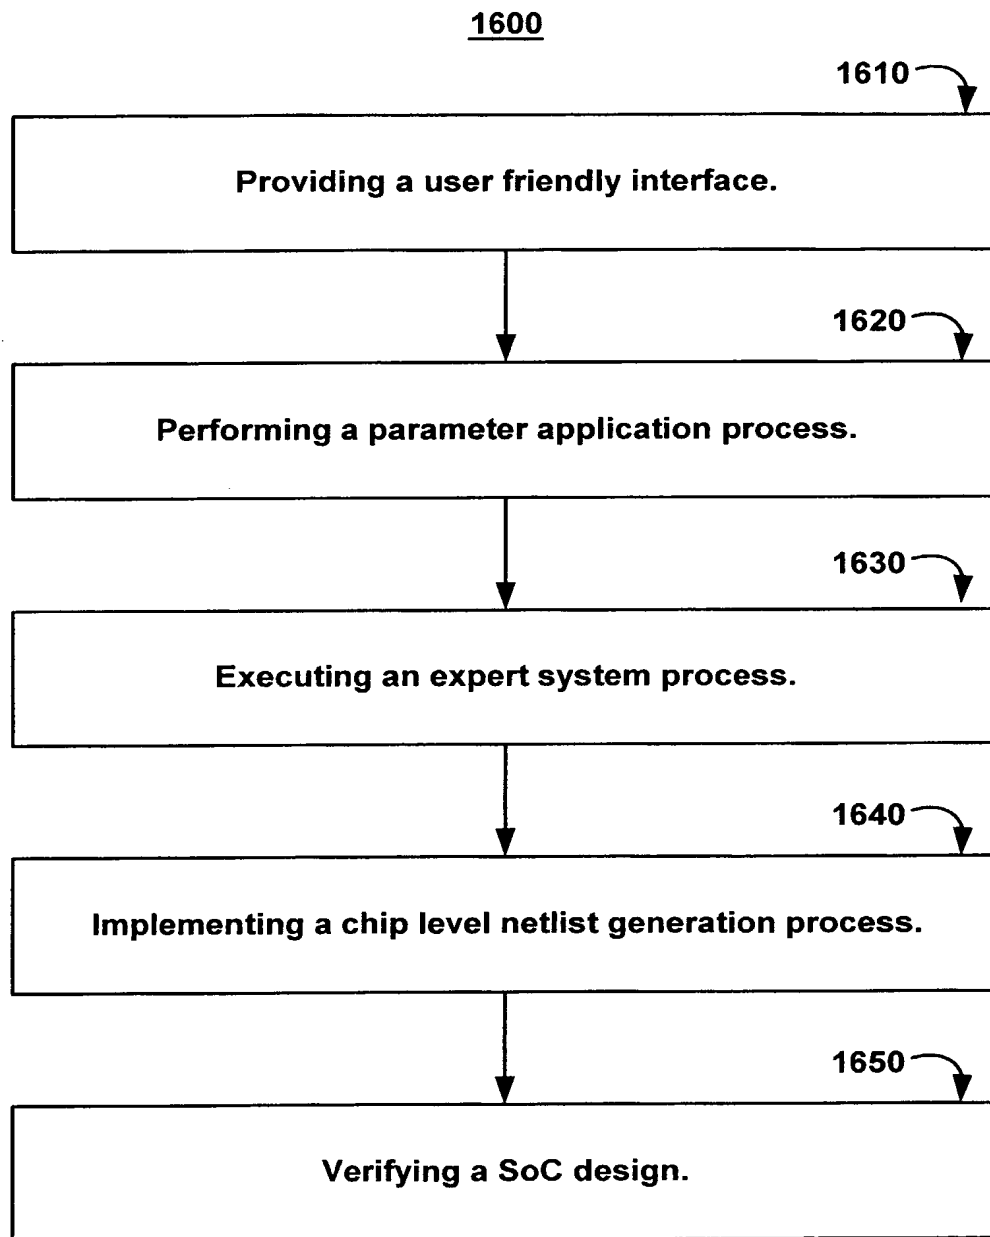 1600
1610
Providing a user friendly interface.
1620
Performing a parameter application process.
1630
Executing an expert system process.
1640
Implementing a chip level netlist generation process.
1650
Verifying a SoC design.